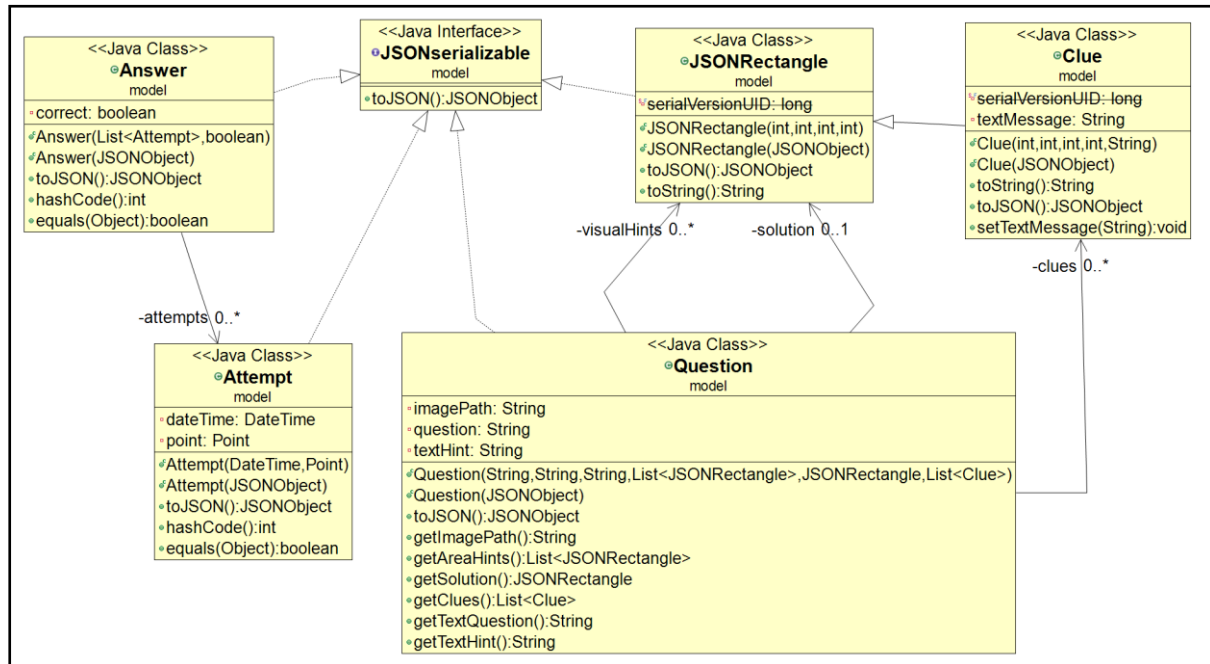 <<Java Class>>
Answer
model
correct: boolean
Answer(List<Attempt>,boolean)
Answer(JSONObject)
toJSON():JSONObject
hashCode():int
equals(Object):boolean
<<Java Interface>>
JSONserializable
model
toJSON():JSONObject
<<Java Class>>
JSONRectangle
model
serialVersionUID: long
JSONRectangle(int,int,int,int)
JSONRectangle(JSONObject)
toJSON():JSONObject
toString():String
<<Java Class>>
Clue
model
serialVersionUID: long
textMessage: String
Clue(int,int,int,int,String)
Clue(JSONObject)
toString():String
toJSON():JSONObject
setTextMessage(String):void
-visualHints 0..*
-solution 0..1
-clues 0..*
-attempts 0..*
<<Java Class>>
Attempt
model
dateTime: DateTime
point: Point
Attempt(DateTime,Point)
Attempt(JSONObject)
toJSON():JSONObject
hashCode():int
equals(Object):boolean
<<Java Class>>
Question
model
imagePath: String
question: String
textHint: String
Question(String,String,String,List<JSONRectangle>,JSONRectangle,List<Clue>)
Question(JSONObject)
toJSON():JSONObject
getImagePath():String
getAreaHints():List<JSONRectangle>
getSolution():JSONRectangle
getClues():List<Clue>
getTextQuestion():String
getTextHint():String